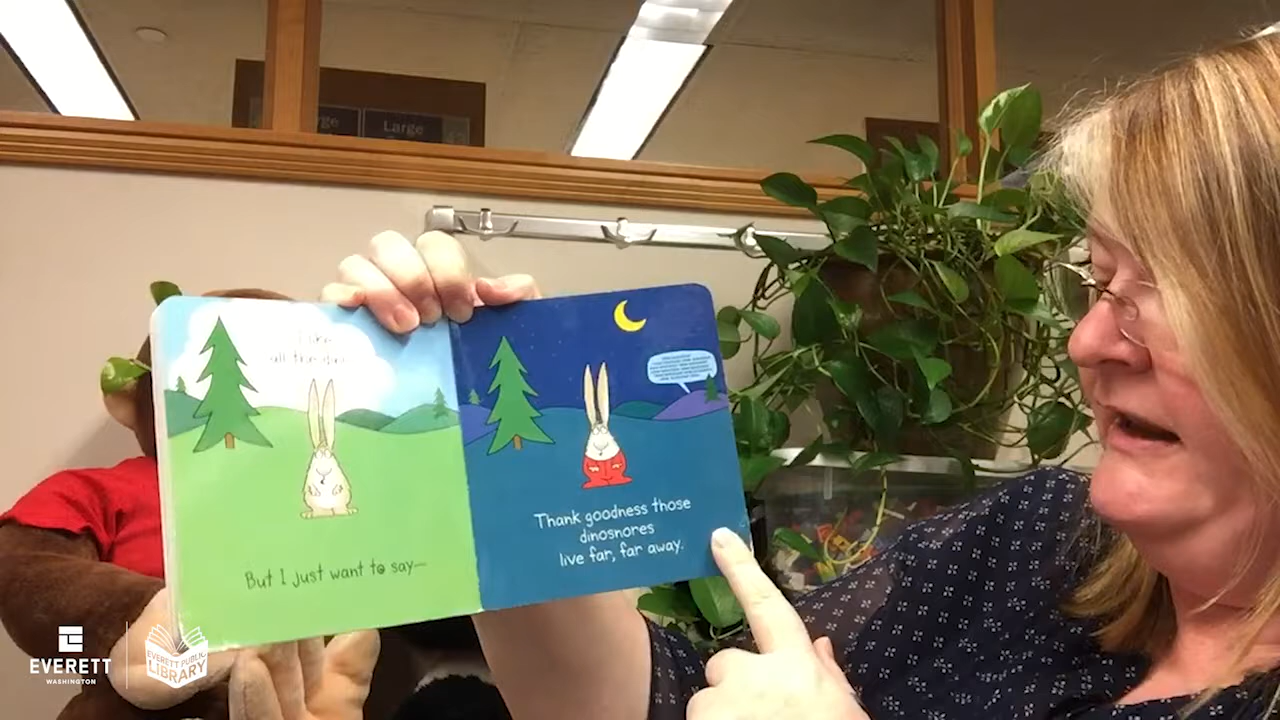 Large
I like
all the dino
But I just want to say—
Thank goodness those
dinosnores
live far, far away.
EVERETT
WASHINGTON
EVERETT PUBLIC
LIBRARY